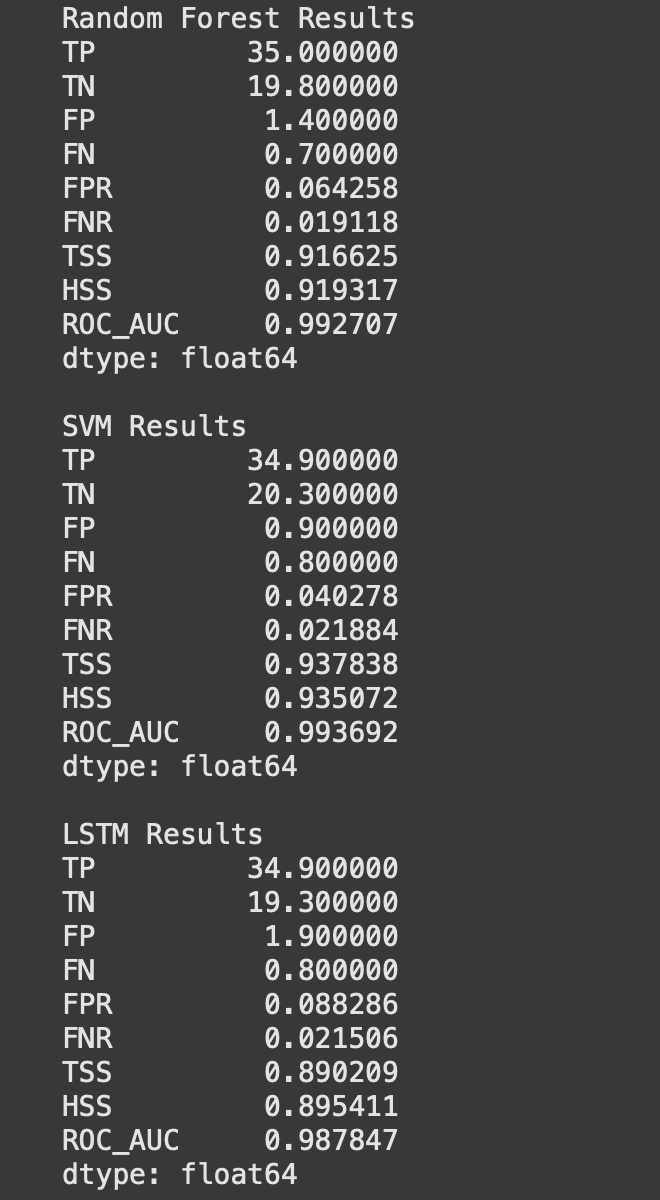 Random Forest Results
TP         35.000000
TN         19.800000
FP          1.400000
FN          0.700000
FPR         0.064258
FNR         0.019118
TSS         0.916625
HSS         0.919317
ROC_AUC     0.992707
dtype: float64

SVM Results
TP         34.900000
TN         20.300000
FP          0.900000
FN          0.800000
FPR         0.040278
FNR         0.021884
TSS         0.937838
HSS         0.935072
ROC_AUC     0.993692
dtype: float64

LSTM Results
TP         34.900000
TN         19.300000
FP          1.900000
FN          0.800000
FPR         0.088286
FNR         0.021506
TSS         0.890209
HSS         0.895411
ROC_AUC     0.987847
dtype: float64